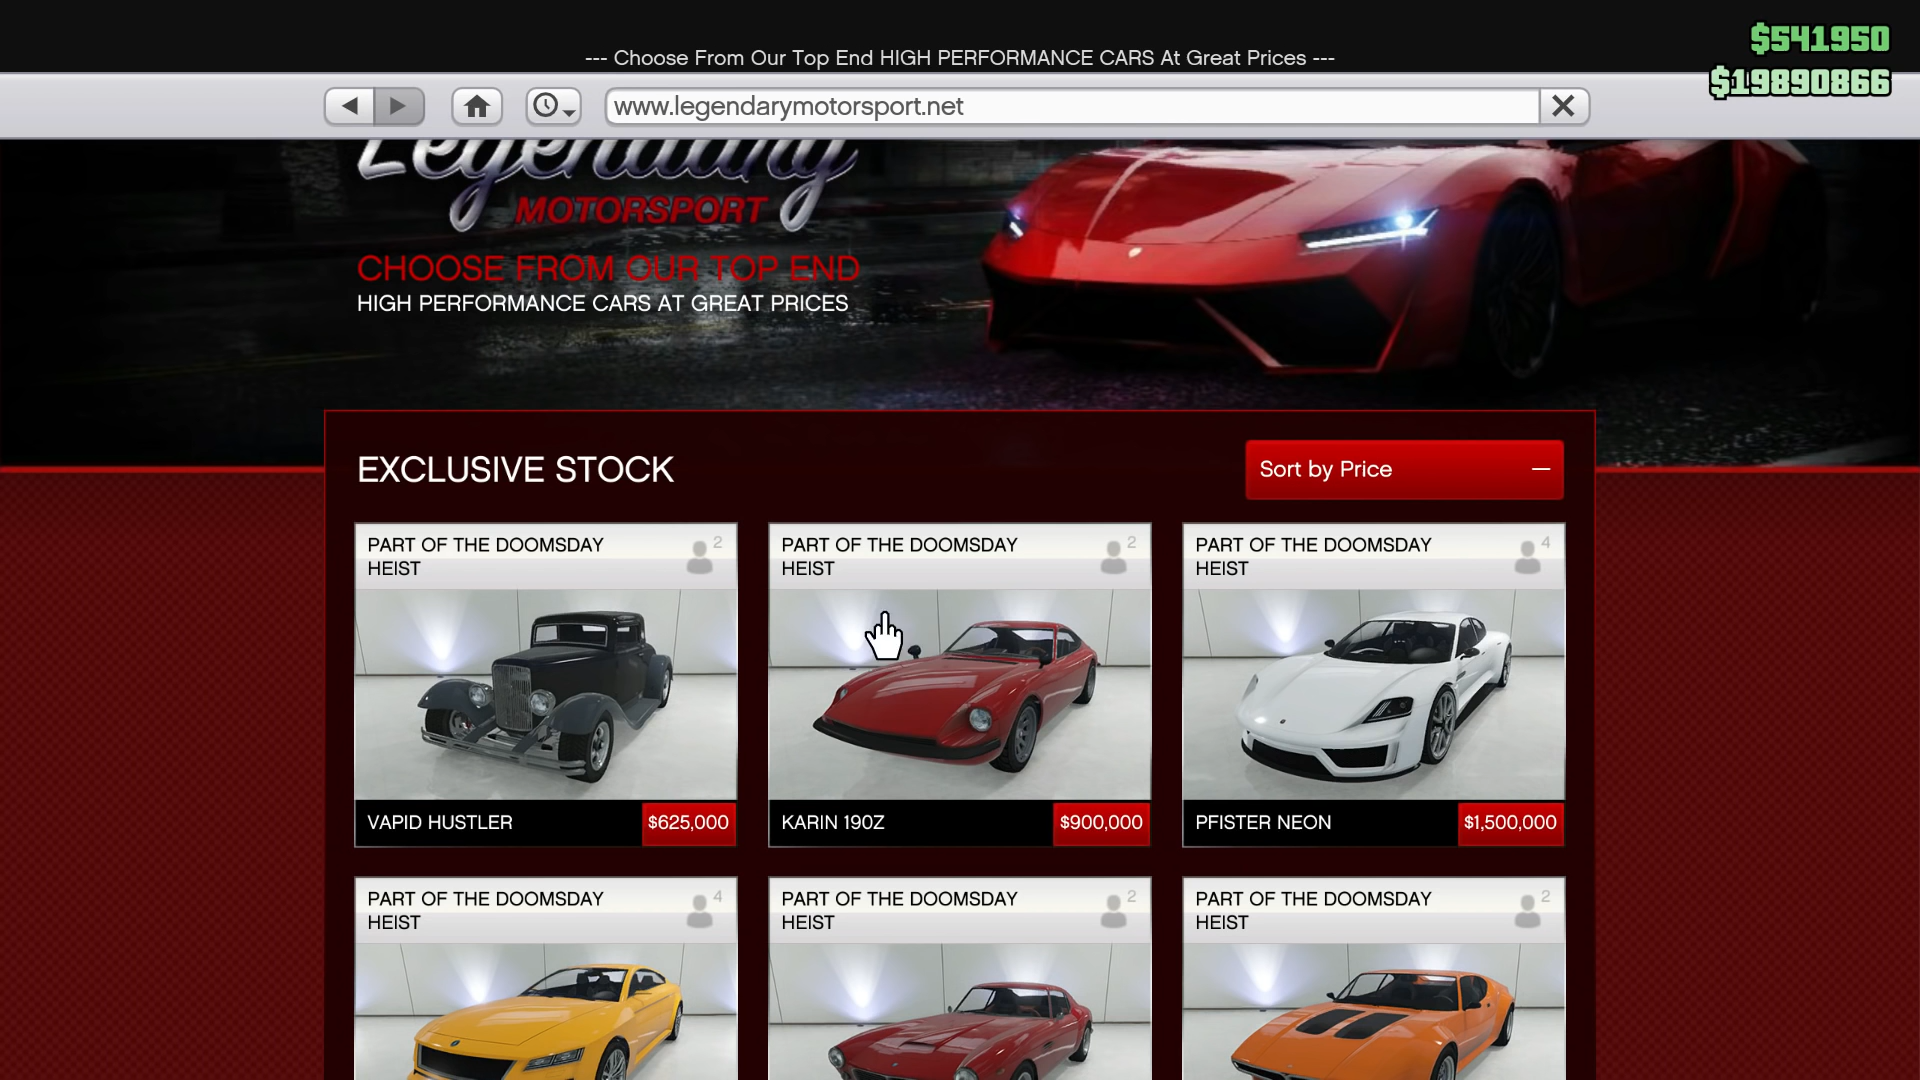 --- Choose From Our Top End HIGH PERFORMANCE CARS At Great Prices ---
$541950
$19890866
www.legendarymotorsport.net
Legendary
MOTORSPORT
CHOOSE FROM OUR TOP END
HIGH PERFORMANCE CARS AT GREAT PRICES
EXCLUSIVE STOCK
Sort by Price
PART OF THE DOOMSDAY
HEIST
2
PART OF THE DOOMSDAY
HEIST
2
PART OF THE DOOMSDAY
HEIST
4
VAPID HUSTLER
$625,000
KARIN 190Z
$900,000
PFISTER NEON
$1,500,000
PART OF THE DOOMSDAY
HEIST
4
PART OF THE DOOMSDAY
HEIST
2
PART OF THE DOOMSDAY
HEIST
2